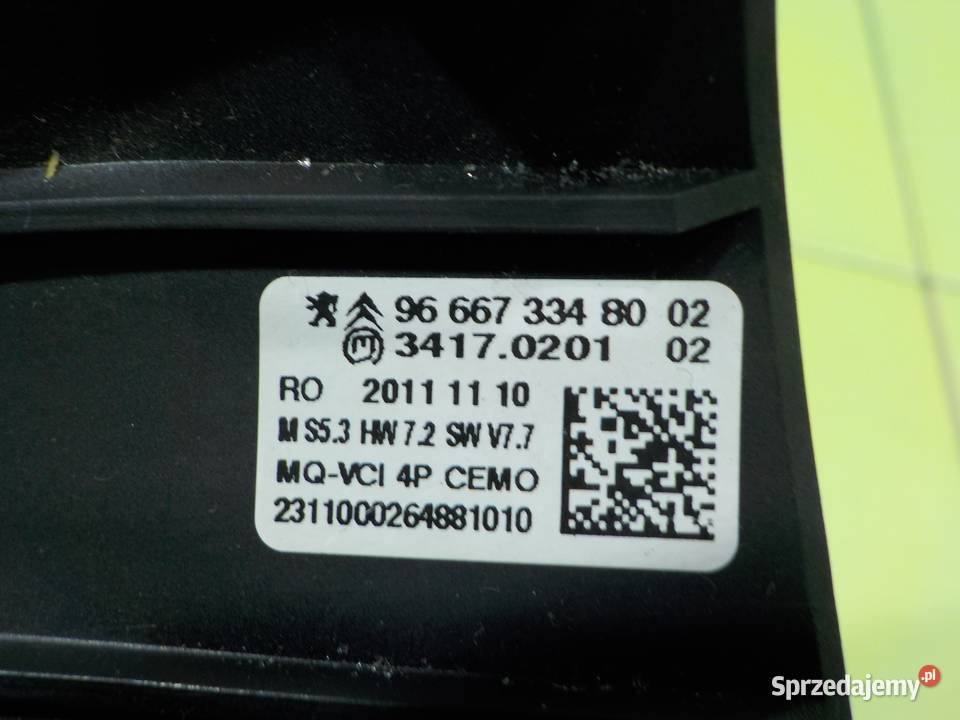 96 667 334 80 02
34170.0201 02
RO 2011 11 10
M S5.3 HW 7.2 SW V7.7
MQ-VCI 4P CEMO
2311000264881010
Sprzedajemy.pl